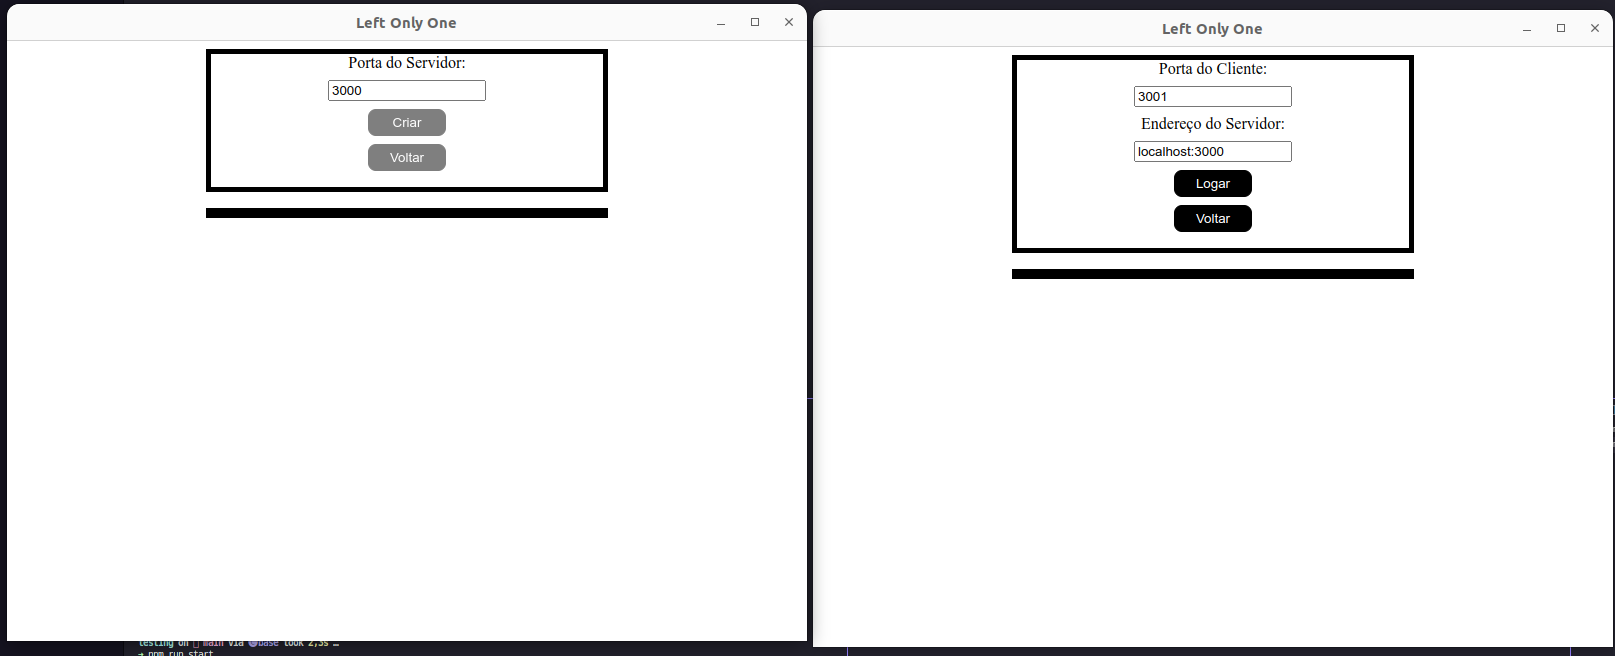 Left Only One
Porta do Servidor:
3000
Criar
Voltar
Left Only One
Porta do Cliente:
3001
Endereço do Servidor:
localhost:3000
Logar
Voltar
testing on main via base took 2,3s
→ npm run start